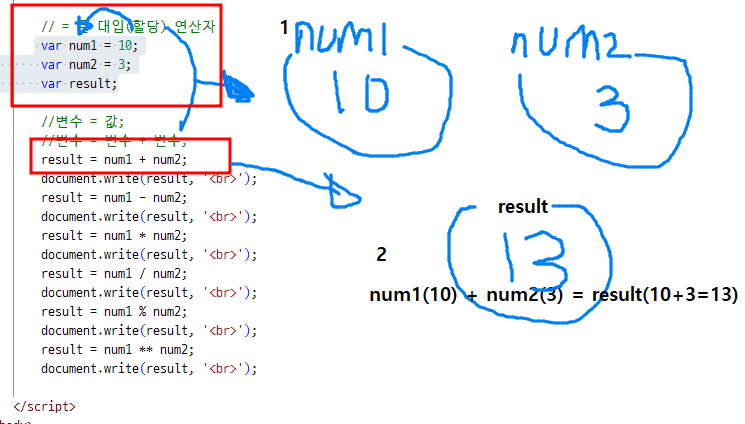 // = 대입(할당) 연산자
var num1 = 10;
var num2 = 3;
var result;
//변수 = 값;
//변수 = 변수 + 변수;
result = num1 + num2;
document.write(result, '<br>');
result = num1 - num2;
document.write(result, '<br>');
result = num1 * num2;
document.write(result, '<br>');
result = num1 / num2;
document.write(result, '<br>');
result = num1 % num2;
document.write(result, '<br>');
result = num1 ** num2;
document.write(result, '<br>');
</script>
1
num1
10
num2
3
2
result
13
num1(10) + num2(3) = result(10+3=13)